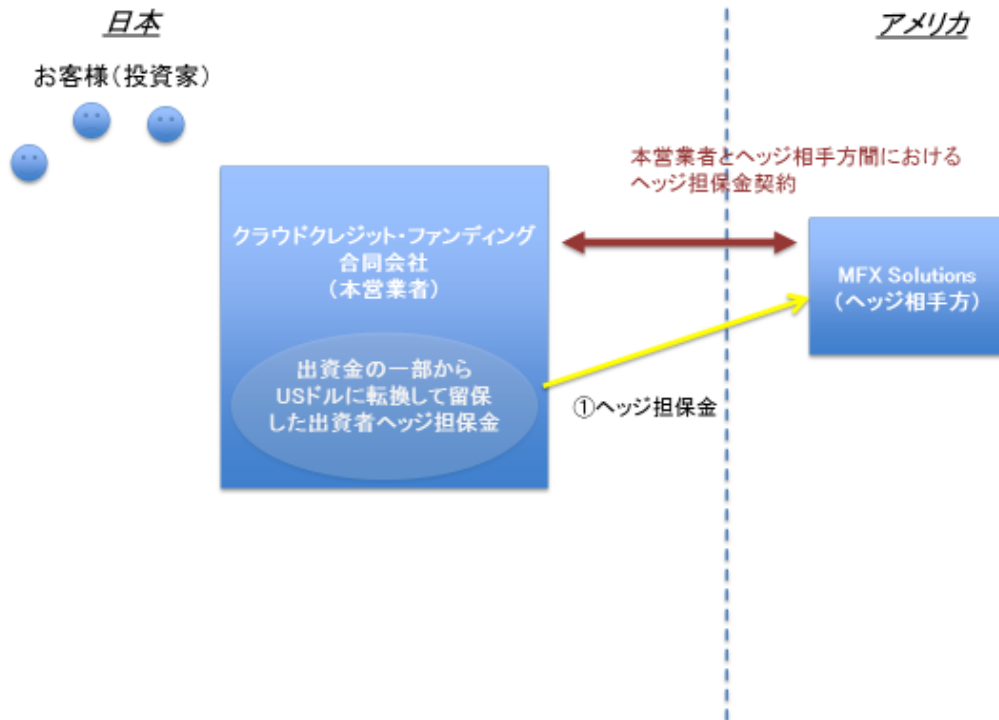 日本
アメリカ
お客様(投資家)
本営業者とヘッジ相手方間における
ヘッジ担保金契約
クラウドクレジット・ファンディング
合同会社
(本営業者)
MFX Solutions
(ヘッジ相手方)
出資金の一部から
USドルに転換して留保
した出資者ヘッジ担保金
①ヘッジ担保金